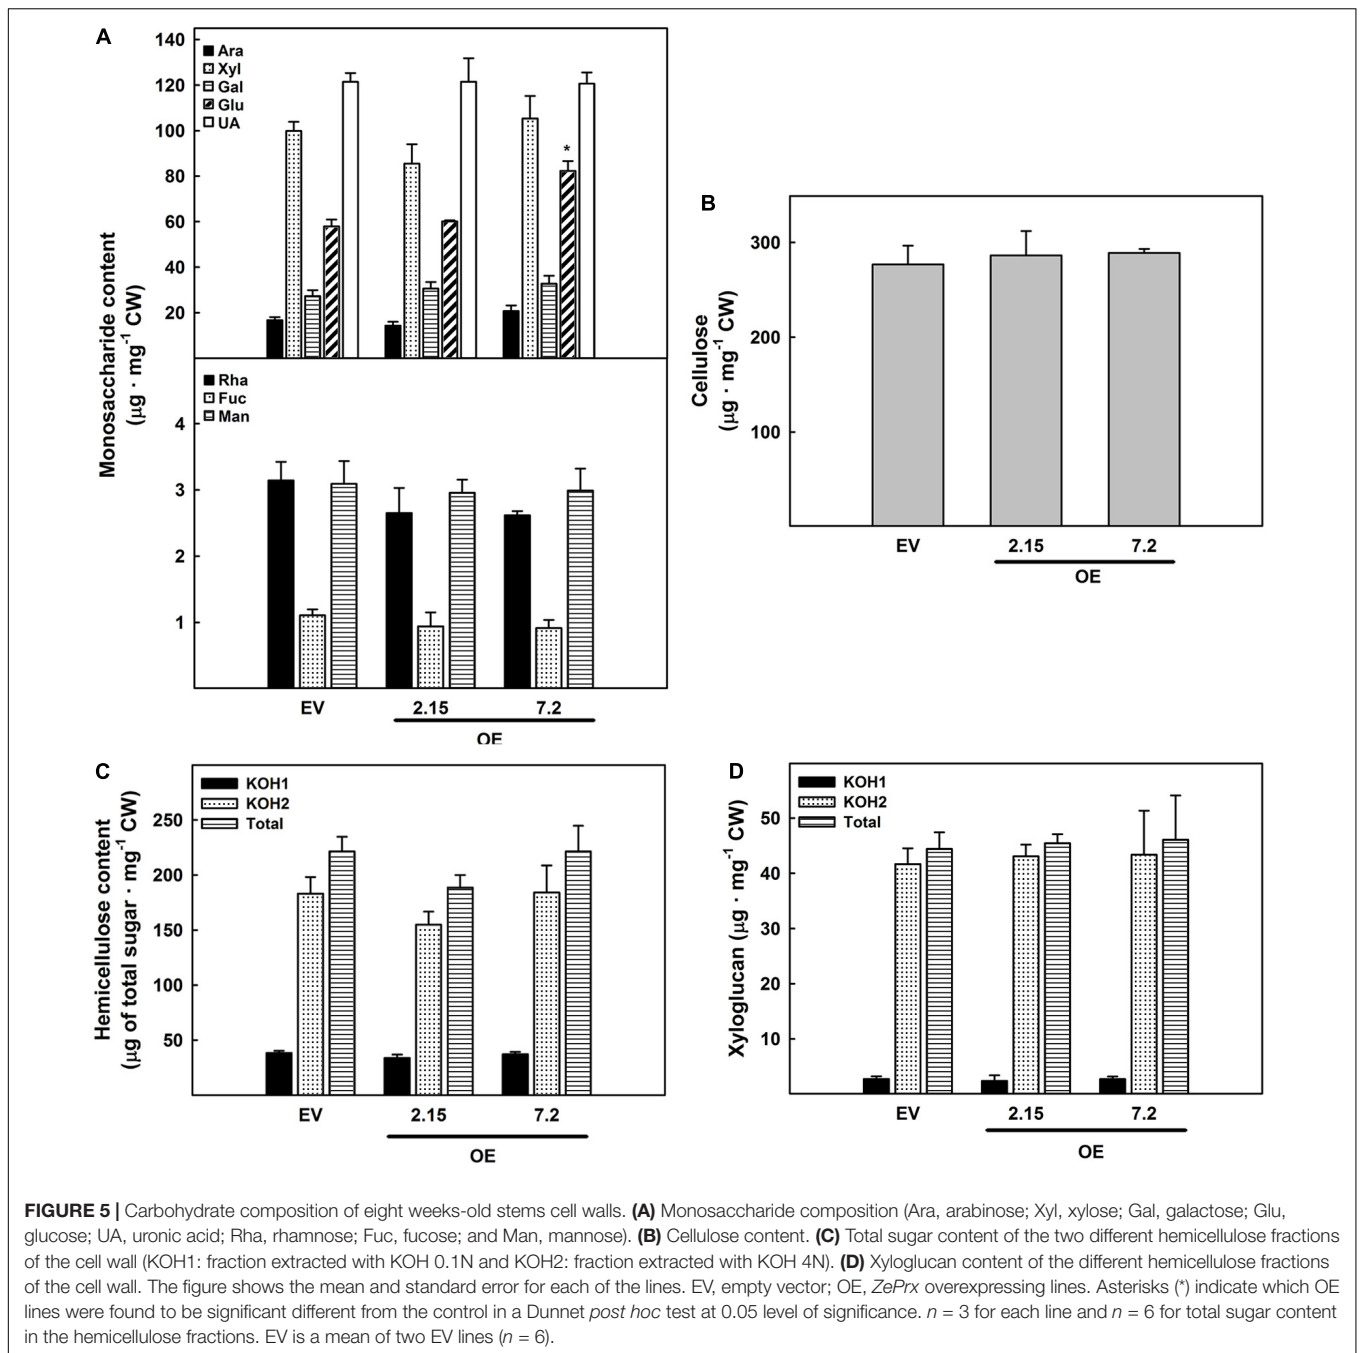 A
140
120
100
80
60
40
20
Ara
Xyl
Gal
Glu
UA
*
Monosaccharide content
(µg · mg⁻¹ CW)
Rha
Fuc
Man
4
3
2
1
EV
2.15
7.2
OE
B
300
200
100
Cellulose
(µg · mg⁻¹ CW)
EV
2.15
7.2
OE
C
KOH1
KOH2
Total
250
200
150
100
50
Hemicellulose content
(µg of total sugar · mg⁻¹ CW)
EV
2.15
7.2
OE
D
KOH1
KOH2
Total
50
40
30
20
10
Xyloglucan (µg · mg⁻¹ CW)
EV
2.15
7.2
OE
FIGURE 5 | Carbohydrate composition of eight weeks-old stems cell walls. (A) Monosaccharide composition (Ara, arabinose; Xyl, xylose; Gal, galactose; Glu,
glucose; UA, uronic acid; Rha, rhamnose; Fuc, fucose; and Man, mannose). (B) Cellulose content. (C) Total sugar content of the two different hemicellulose fractions
of the cell wall (KOH1: fraction extracted with KOH 0.1N and KOH2: fraction extracted with KOH 4N). (D) Xyloglucan content of the different hemicellulose fractions
of the cell wall. The figure shows the mean and standard error for each of the lines. EV, empty vector; OE, ZePrx overexpressing lines. Asterisks (*) indicate which OE
lines were found to be significant different from the control in a Dunnet post hoc test at 0.05 level of significance. n = 3 for each line and n = 6 for total sugar content
in the hemicellulose fractions. EV is a mean of two EV lines (n = 6).